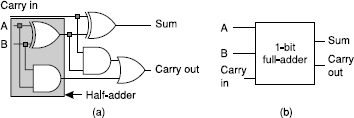 Carry in
A
B
Sum
Carry out
Half-adder
(a)
A
B
Carry
in
1-bit
full-adder
Sum
Carry
out
(b)